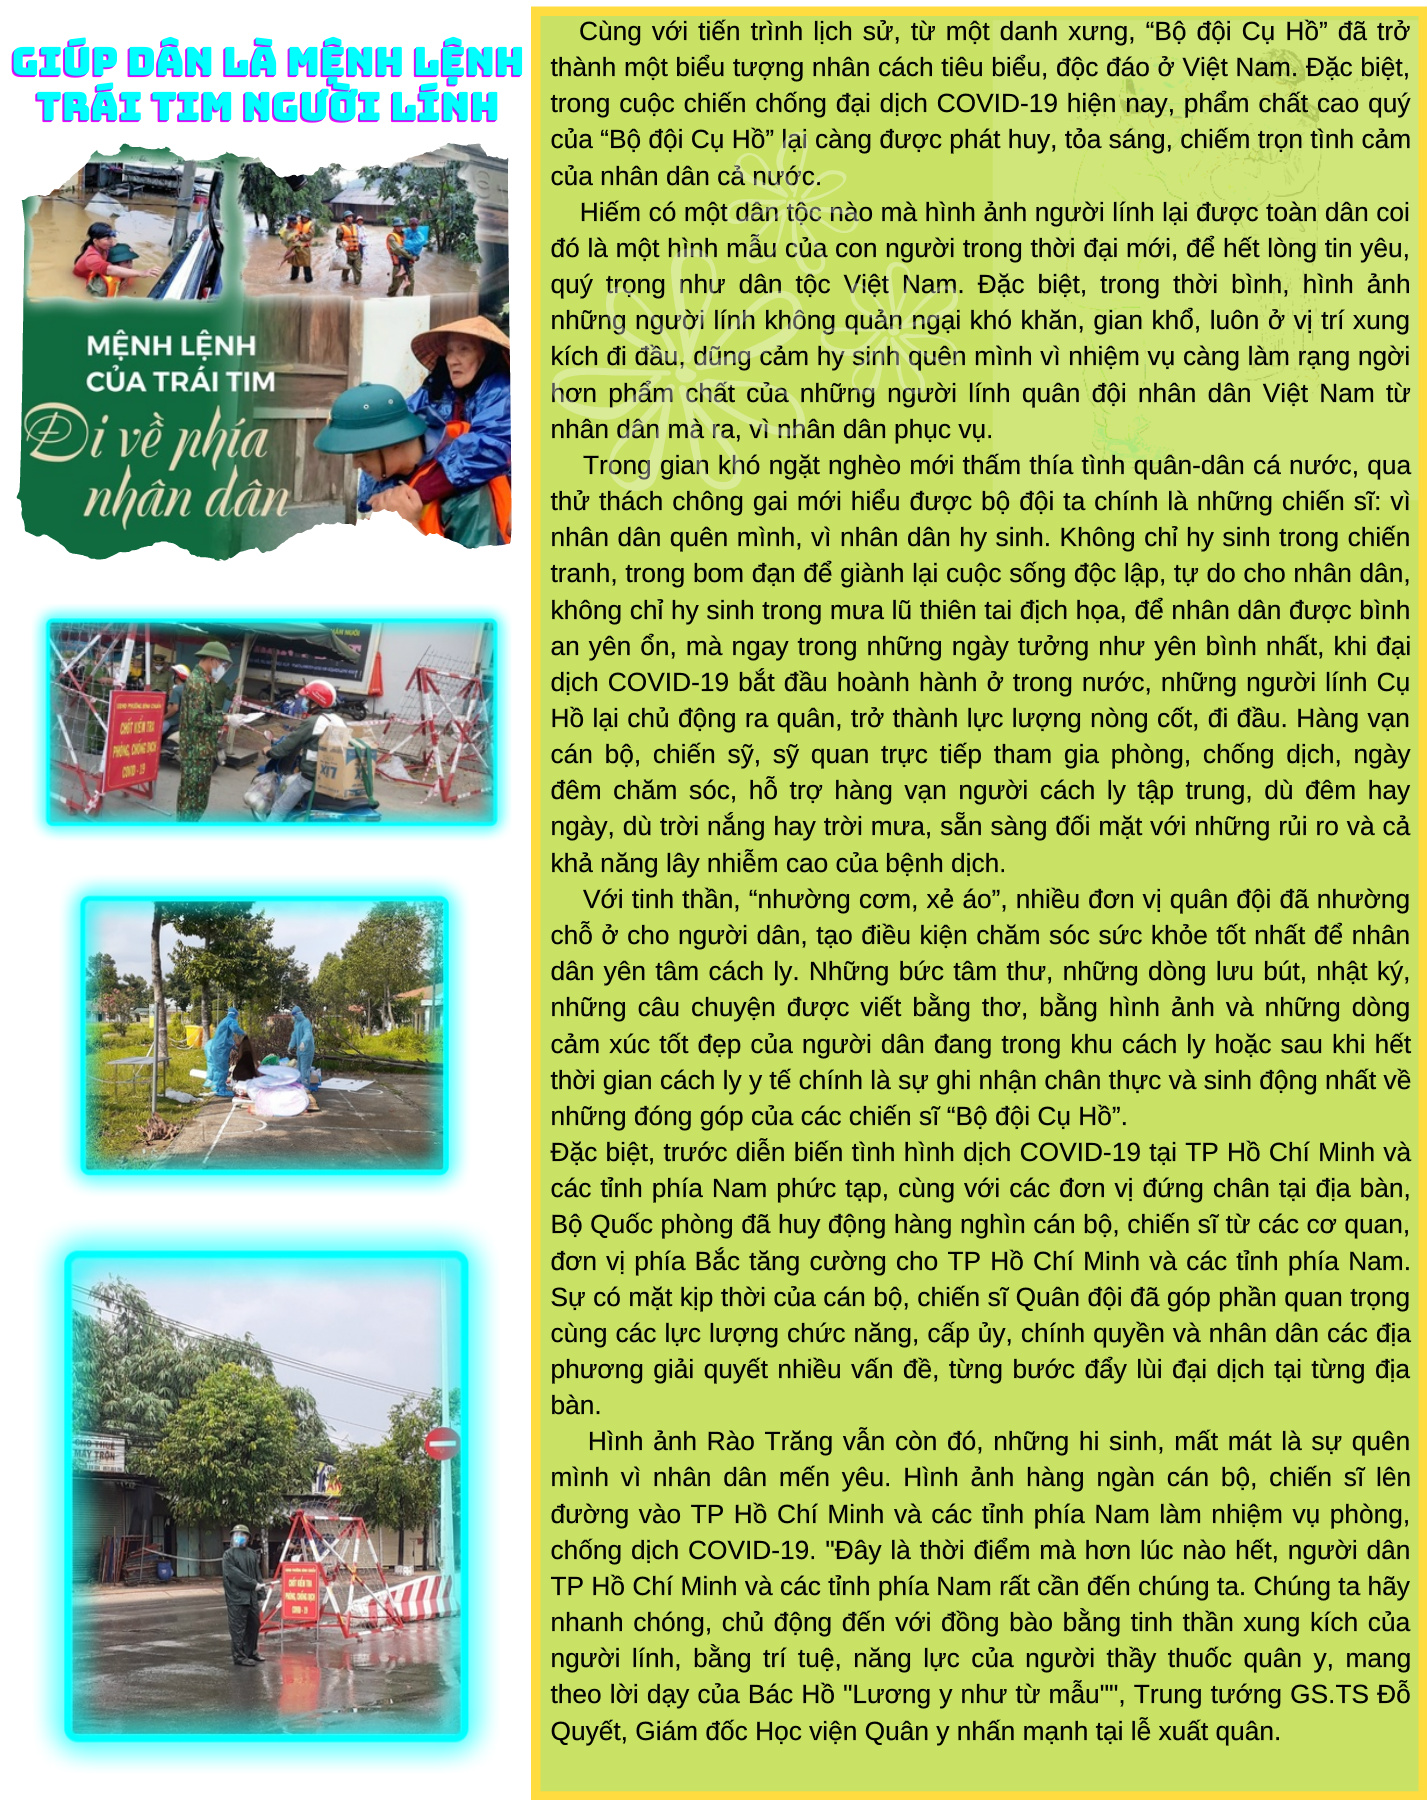 GIÚP DÂN LÀ MỆNH LỆNH
TRÁI TIM NGƯỜI LÍNH
MỆNH LỆNH
CỦA TRÁI TIM
Đi về phía
nhân dân
CHỐT KIỂM TRA
PHÒNG, CHỐNG DỊCH
COVID - 19
CHO THUÊ
MÁY TRỘN
CHỐT KIỂM TRA
PHÒNG, CHỐNG DỊCH
COVID - 19
Cùng với tiến trình lịch sử, từ một danh xưng, “Bộ đội Cụ Hồ” đã trở
thành một biểu tượng nhân cách tiêu biểu, độc đáo ở Việt Nam. Đặc biệt,
trong cuộc chiến chống đại dịch COVID-19 hiện nay, phẩm chất cao quý
của “Bộ đội Cụ Hồ” lại càng được phát huy, tỏa sáng, chiếm trọn tình cảm
của nhân dân cả nước.
Hiếm có một dân tộc nào mà hình ảnh người lính lại được toàn dân coi
đó là một hình mẫu của con người trong thời đại mới, để hết lòng tin yêu,
quý trọng như dân tộc Việt Nam. Đặc biệt, trong thời bình, hình ảnh
những người lính không quản ngại khó khăn, gian khổ, luôn ở vị trí xung
kích đi đầu, dũng cảm hy sinh quên mình vì nhiệm vụ càng làm rạng ngời
hơn phẩm chất của những người lính quân đội nhân dân Việt Nam từ
nhân dân mà ra, vì nhân dân phục vụ.
Trong gian khó ngặt nghèo mới thấm thía tình quân-dân cá nước, qua
thử thách chông gai mới hiểu được bộ đội ta chính là những chiến sĩ: vì
nhân dân quên mình, vì nhân dân hy sinh. Không chỉ hy sinh trong chiến
tranh, trong bom đạn để giành lại cuộc sống độc lập, tự do cho nhân dân,
không chỉ hy sinh trong mưa lũ thiên tai địch họa, để nhân dân được bình
an yên ổn, mà ngay trong những ngày tưởng như yên bình nhất, khi đại
dịch COVID-19 bắt đầu hoành hành ở trong nước, những người lính Cụ
Hồ lại chủ động ra quân, trở thành lực lượng nòng cốt, đi đầu. Hàng vạn
cán bộ, chiến sỹ, sỹ quan trực tiếp tham gia phòng, chống dịch, ngày
đêm chăm sóc, hỗ trợ hàng vạn người cách ly tập trung, dù đêm hay
ngày, dù trời nắng hay trời mưa, sẵn sàng đối mặt với những rủi ro và cả
khả năng lây nhiễm cao của bệnh dịch.
Với tinh thần, “nhường cơm, xẻ áo”, nhiều đơn vị quân đội đã nhường
chỗ ở cho người dân, tạo điều kiện chăm sóc sức khỏe tốt nhất để nhân
dân yên tâm cách ly. Những bức tâm thư, những dòng lưu bút, nhật ký,
những câu chuyện được viết bằng thơ, bằng hình ảnh và những dòng
cảm xúc tốt đẹp của người dân đang trong khu cách ly hoặc sau khi hết
thời gian cách ly y tế chính là sự ghi nhận chân thực và sinh động nhất về
những đóng góp của các chiến sĩ “Bộ đội Cụ Hồ”.
Đặc biệt, trước diễn biến tình hình dịch COVID-19 tại TP Hồ Chí Minh và
các tỉnh phía Nam phức tạp, cùng với các đơn vị đứng chân tại địa bàn,
Bộ Quốc phòng đã huy động hàng nghìn cán bộ, chiến sĩ từ các cơ quan,
đơn vị phía Bắc tăng cường cho TP Hồ Chí Minh và các tỉnh phía Nam.
Sự có mặt kịp thời của cán bộ, chiến sĩ Quân đội đã góp phần quan trọng
cùng các lực lượng chức năng, cấp ủy, chính quyền và nhân dân các địa
phương giải quyết nhiều vấn đề, từng bước đẩy lùi đại dịch tại từng địa
bàn.
Hình ảnh Rào Trăng vẫn còn đó, những hi sinh, mất mát là sự quên
mình vì nhân dân mến yêu. Hình ảnh hàng ngàn cán bộ, chiến sĩ lên
đường vào TP Hồ Chí Minh và các tỉnh phía Nam làm nhiệm vụ phòng,
chống dịch COVID-19. "Đây là thời điểm mà hơn lúc nào hết, người dân
TP Hồ Chí Minh và các tỉnh phía Nam rất cần đến chúng ta. Chúng ta hãy
nhanh chóng, chủ động đến với đồng bào bằng tinh thần xung kích của
người lính, bằng trí tuệ, năng lực của người thầy thuốc quân y, mang
theo lời dạy của Bác Hồ "Lương y như từ mẫu"", Trung tướng GS.TS Đỗ
Quyết, Giám đốc Học viện Quân y nhấn mạnh tại lễ xuất quân.